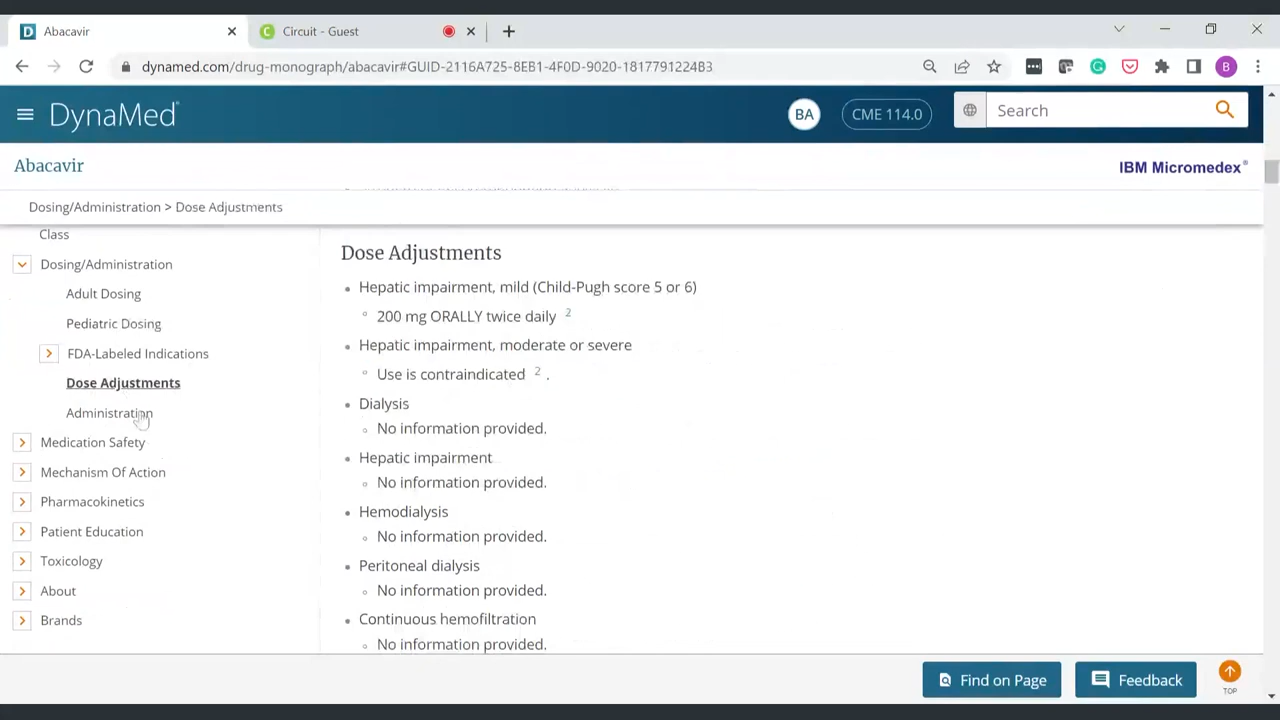 Abacavir
Circuit - Guest
dynamed.com/drug-monograph/abacavir#GUID-2116A725-8EB1-4F0D-9020-1817791224B3
B
DynaMed
BA
CME 114.0
Search
Abacavir
IBM Micromedex®
Dosing/Administration > Dose Adjustments
Class
Dosing/Administration
Adult Dosing
Pediatric Dosing
FDA-Labeled Indications
Dose Adjustments
Administration
Medication Safety
Mechanism Of Action
Pharmacokinetics
Patient Education
Toxicology
About
Brands
Dose Adjustments
Hepatic impairment, mild (Child-Pugh score 5 or 6)
200 mg ORALLY twice daily 2
Hepatic impairment, moderate or severe
Use is contraindicated 2 .
Dialysis
No information provided.
Hepatic impairment
No information provided.
Hemodialysis
No information provided.
Peritoneal dialysis
No information provided.
Continuous hemofiltration
No information provided.
Find on Page
Feedback
TOP